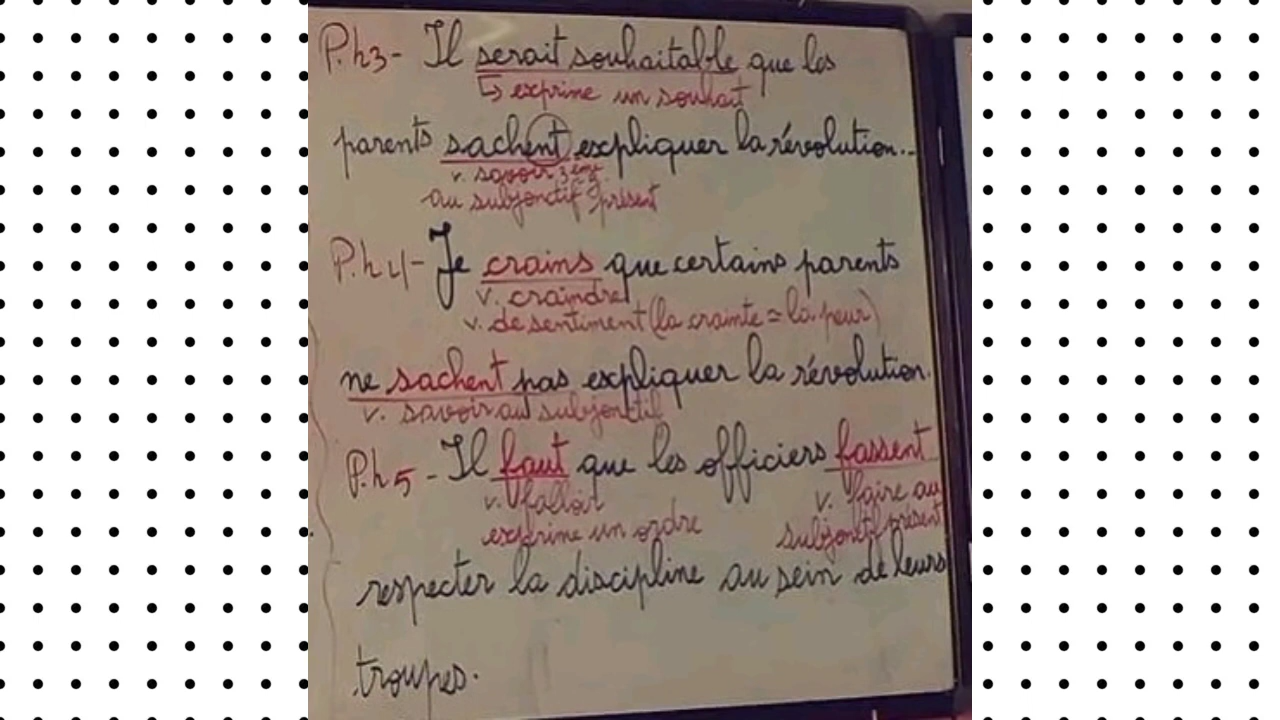 P.h3- Il serait souhaitable que les
↳ exprime un souhait
parents sachent expliquer la révolution..
v. savoir 3ème
au subjonctif présent
P.h4- Je crains que certains parents
v. craindre
v. de sentiment (la crainte = la peur)
ne sachent pas expliquer la révolution.
v. savoir au subjonctif
P.h5- Il faut que les officiers fassent
v. falloir v. faire au
exprime un ordre subjonctif présent
respecter la discipline au sein de leurs
troupes.